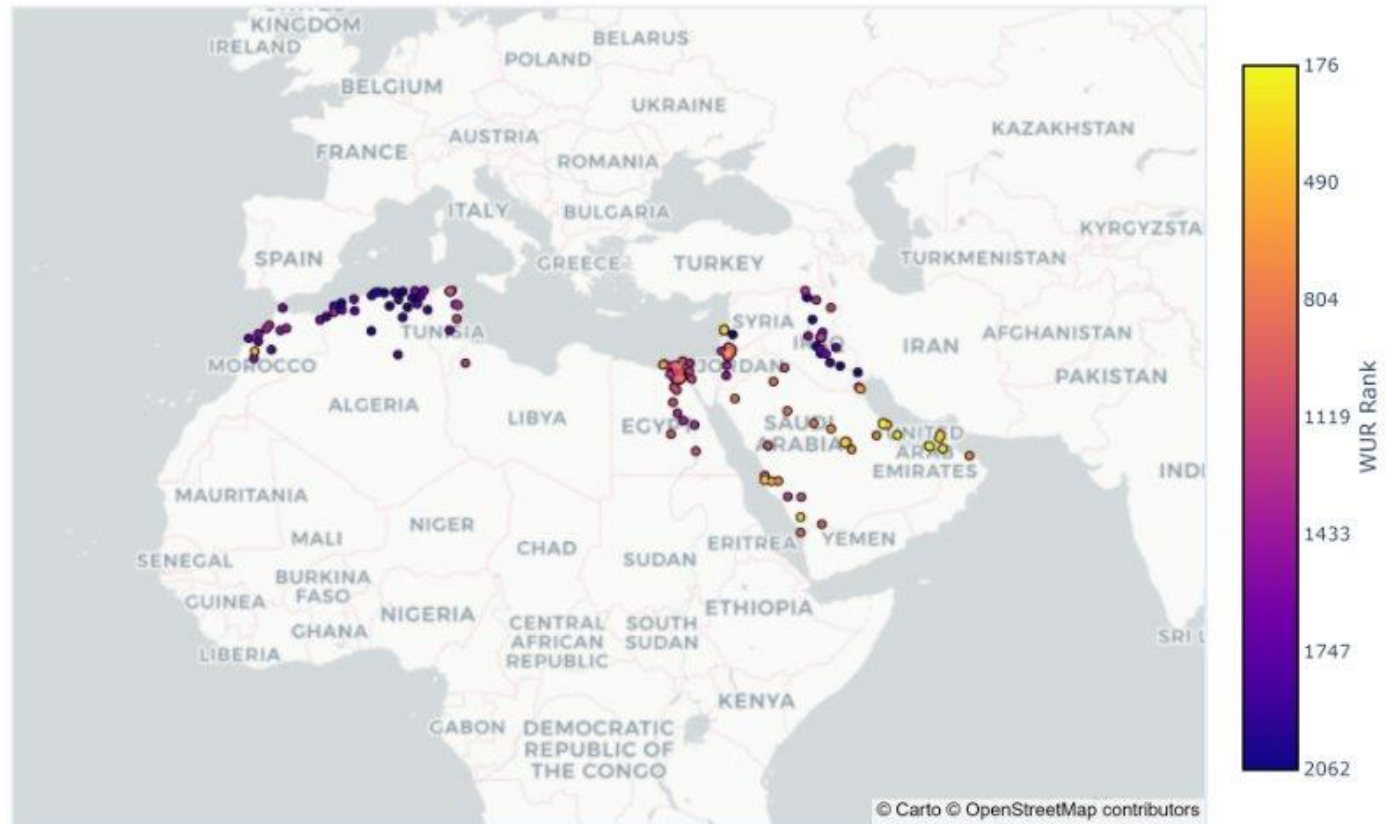 UNITED
KINGDOM
IRELAND
BELARUS
POLAND
BELGIUM
UKRAINE
AUSTRIA
KAZAKHSTAN
FRANCE
ROMANIA
ITALY
BULGARIA
KYRGYZSTA
SPAIN
GREECE
TURKEY
TURKMENISTAN
TUNISIA
SYRIA
IRAQ
IRAN
AFGHANISTAN
MOROCCO
JORDAN
PAKISTAN
ALGERIA
LIBYA
EGYPT
SAUDI
ARABIA
UNITED
ARAB
EMIRATES
INDI
MAURITANIA
MALI
NIGER
CHAD
SUDAN
ERITREA
YEMEN
SENEGAL
BURKINA
FASO
GUINEA
NIGERIA
ETHIOPIA
GHANA
CENTRAL
AFRICAN
REPUBLIC
SOUTH
SUDAN
LIBERIA
SRI L
KENYA
GABON
DEMOCRATIC
REPUBLIC OF
THE CONGO
© Carto © OpenStreetMap contributors
176
490
804
1119
1433
1747
2062
WUR Rank